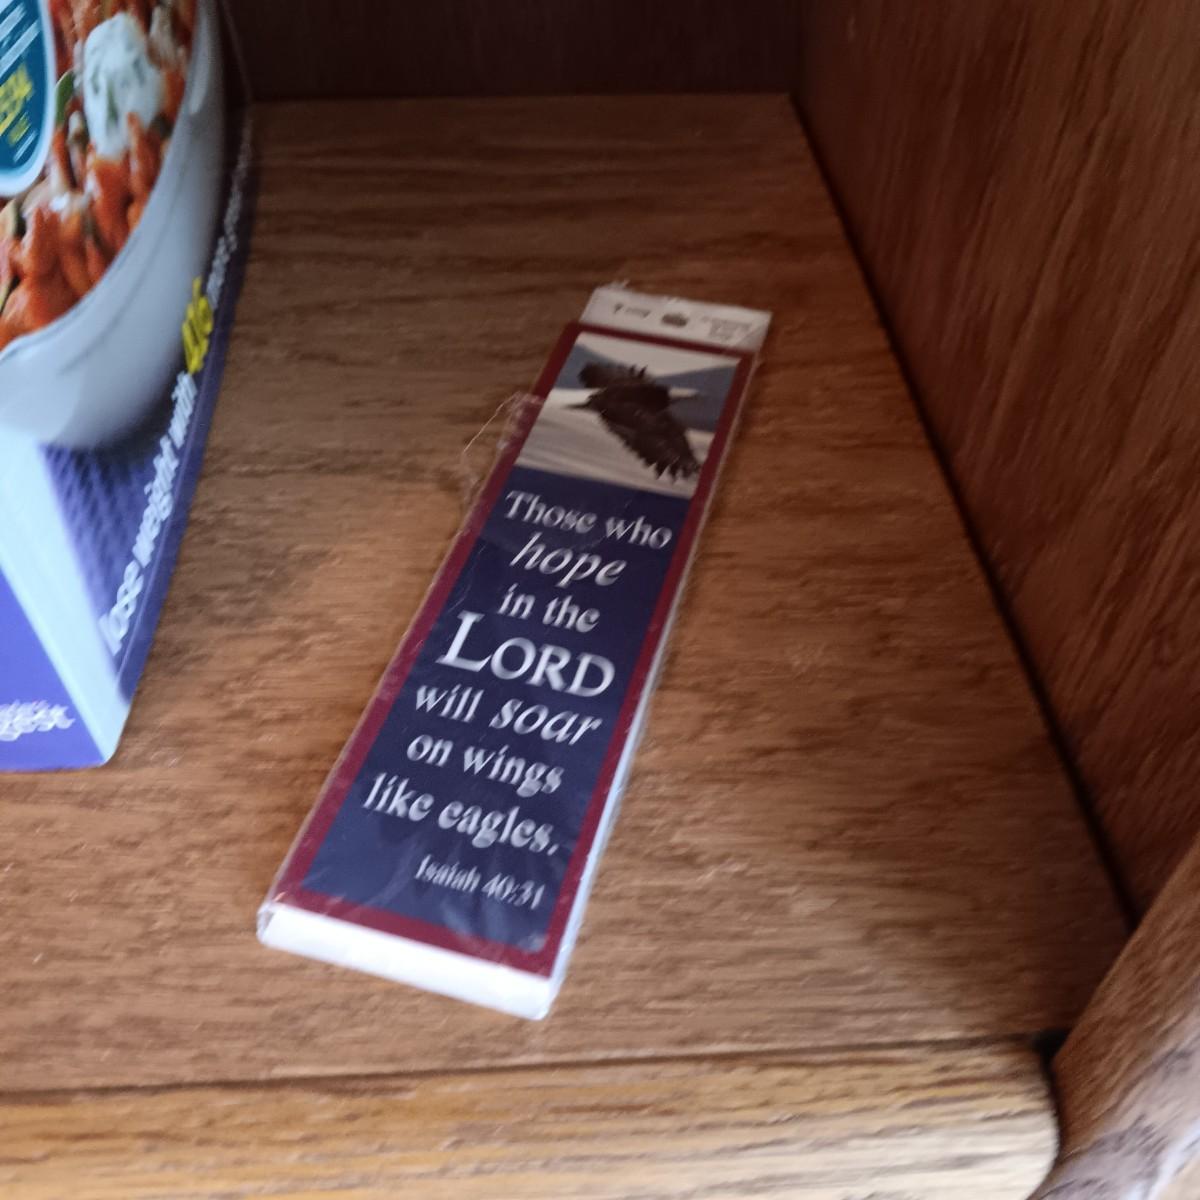 Those who
hope
in the
LORD
will soar
on wings
like eagles.
Isaiah 40:31
lose weight with